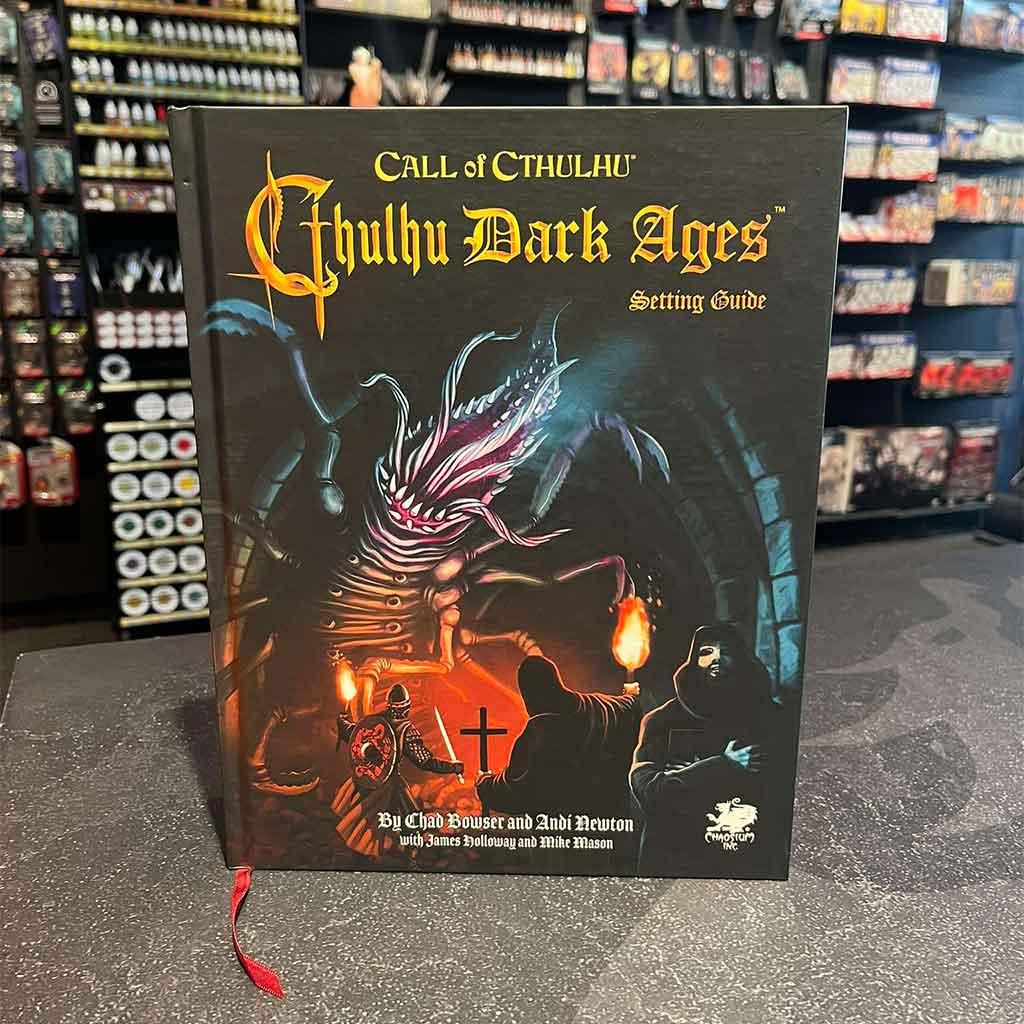 CALL of CTHULHU®
Cthulhu Dark Ages™
Setting Guide
By Chad Bowser and Andi Newton
with James Holloway and Mike Mason
CHAOSIUM
INC.